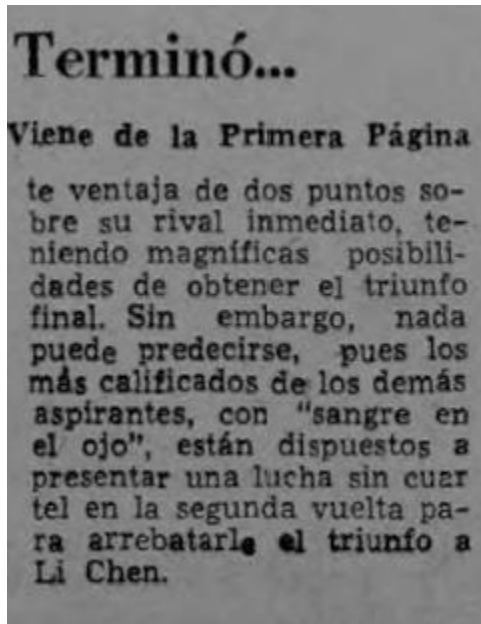 Terminó...
Viene de la Primera Página
te ventaja de dos puntos so-
bre su rival inmediato, te-
niendo magníficas posibili-
dades de obtener el triunfo
final. Sin embargo, nada
puede predecirse, pues los
más calificados de los demás
aspirantes, con "sangre en
el ojo", están dispuestos a
presentar una lucha sin cuar
tel en la segunda vuelta pa-
ra arrebatarle el triunfo a
Li Chen.